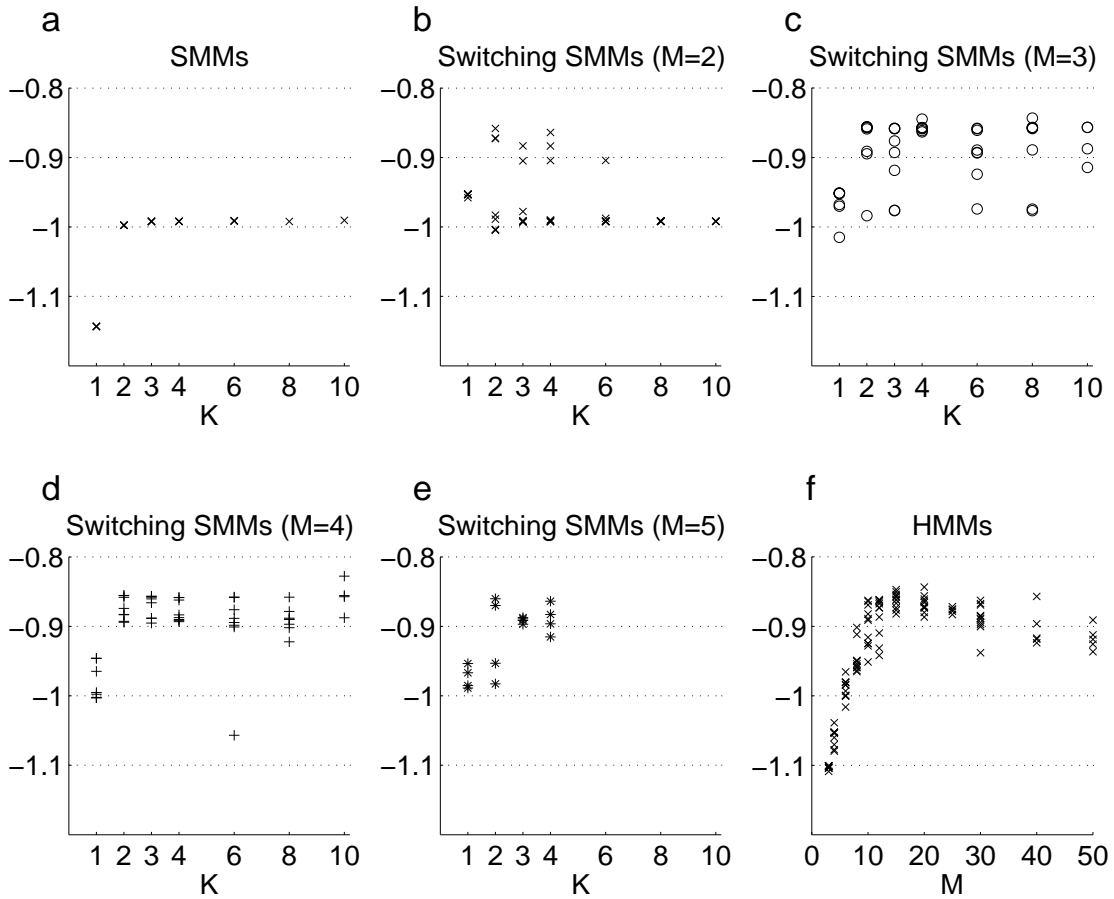 a
SMMs
−0.8
−0.9
−1
−1.1
1 2 3 4 6 8 10
K
b
Switching SMMs (M=2)
−0.8
−0.9
−1
−1.1
1 2 3 4 6 8 10
K
c
Switching SMMs (M=3)
−0.8
−0.9
−1
−1.1
1 2 3 4 6 8 10
K
d
Switching SMMs (M=4)
−0.8
−0.9
−1
−1.1
1 2 3 4 6 8 10
K
e
Switching SMMs (M=5)
−0.8
−0.9
−1
−1.1
1 2 3 4 6 8 10
K
f
HMMs
−0.8
−0.9
−1
−1.1
0 10 20 30 40 50
M